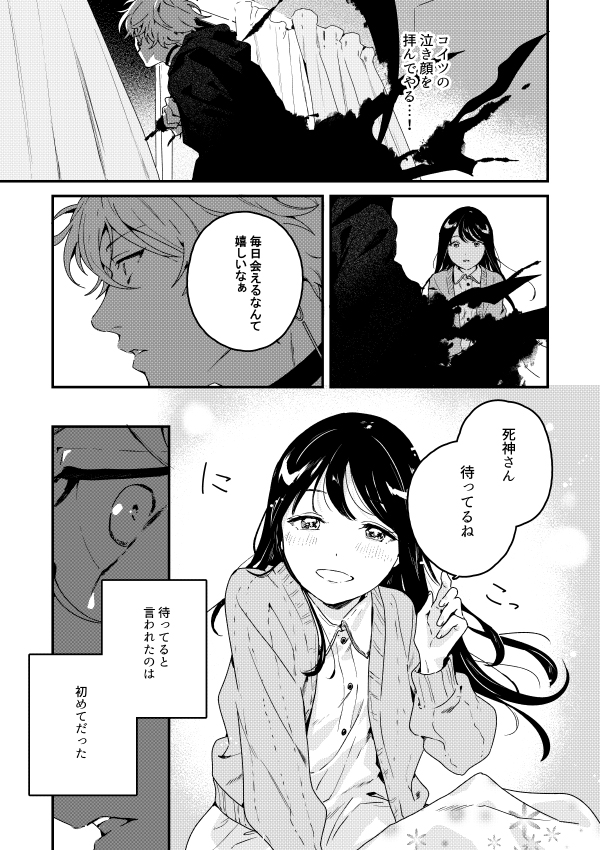 コイツの
泣き顔を
拝んでやる…!
毎日会えるなんて
嬉しいなぁ
死神さん
待ってるね
にこっ
待ってると
言われたのは
初めてだった